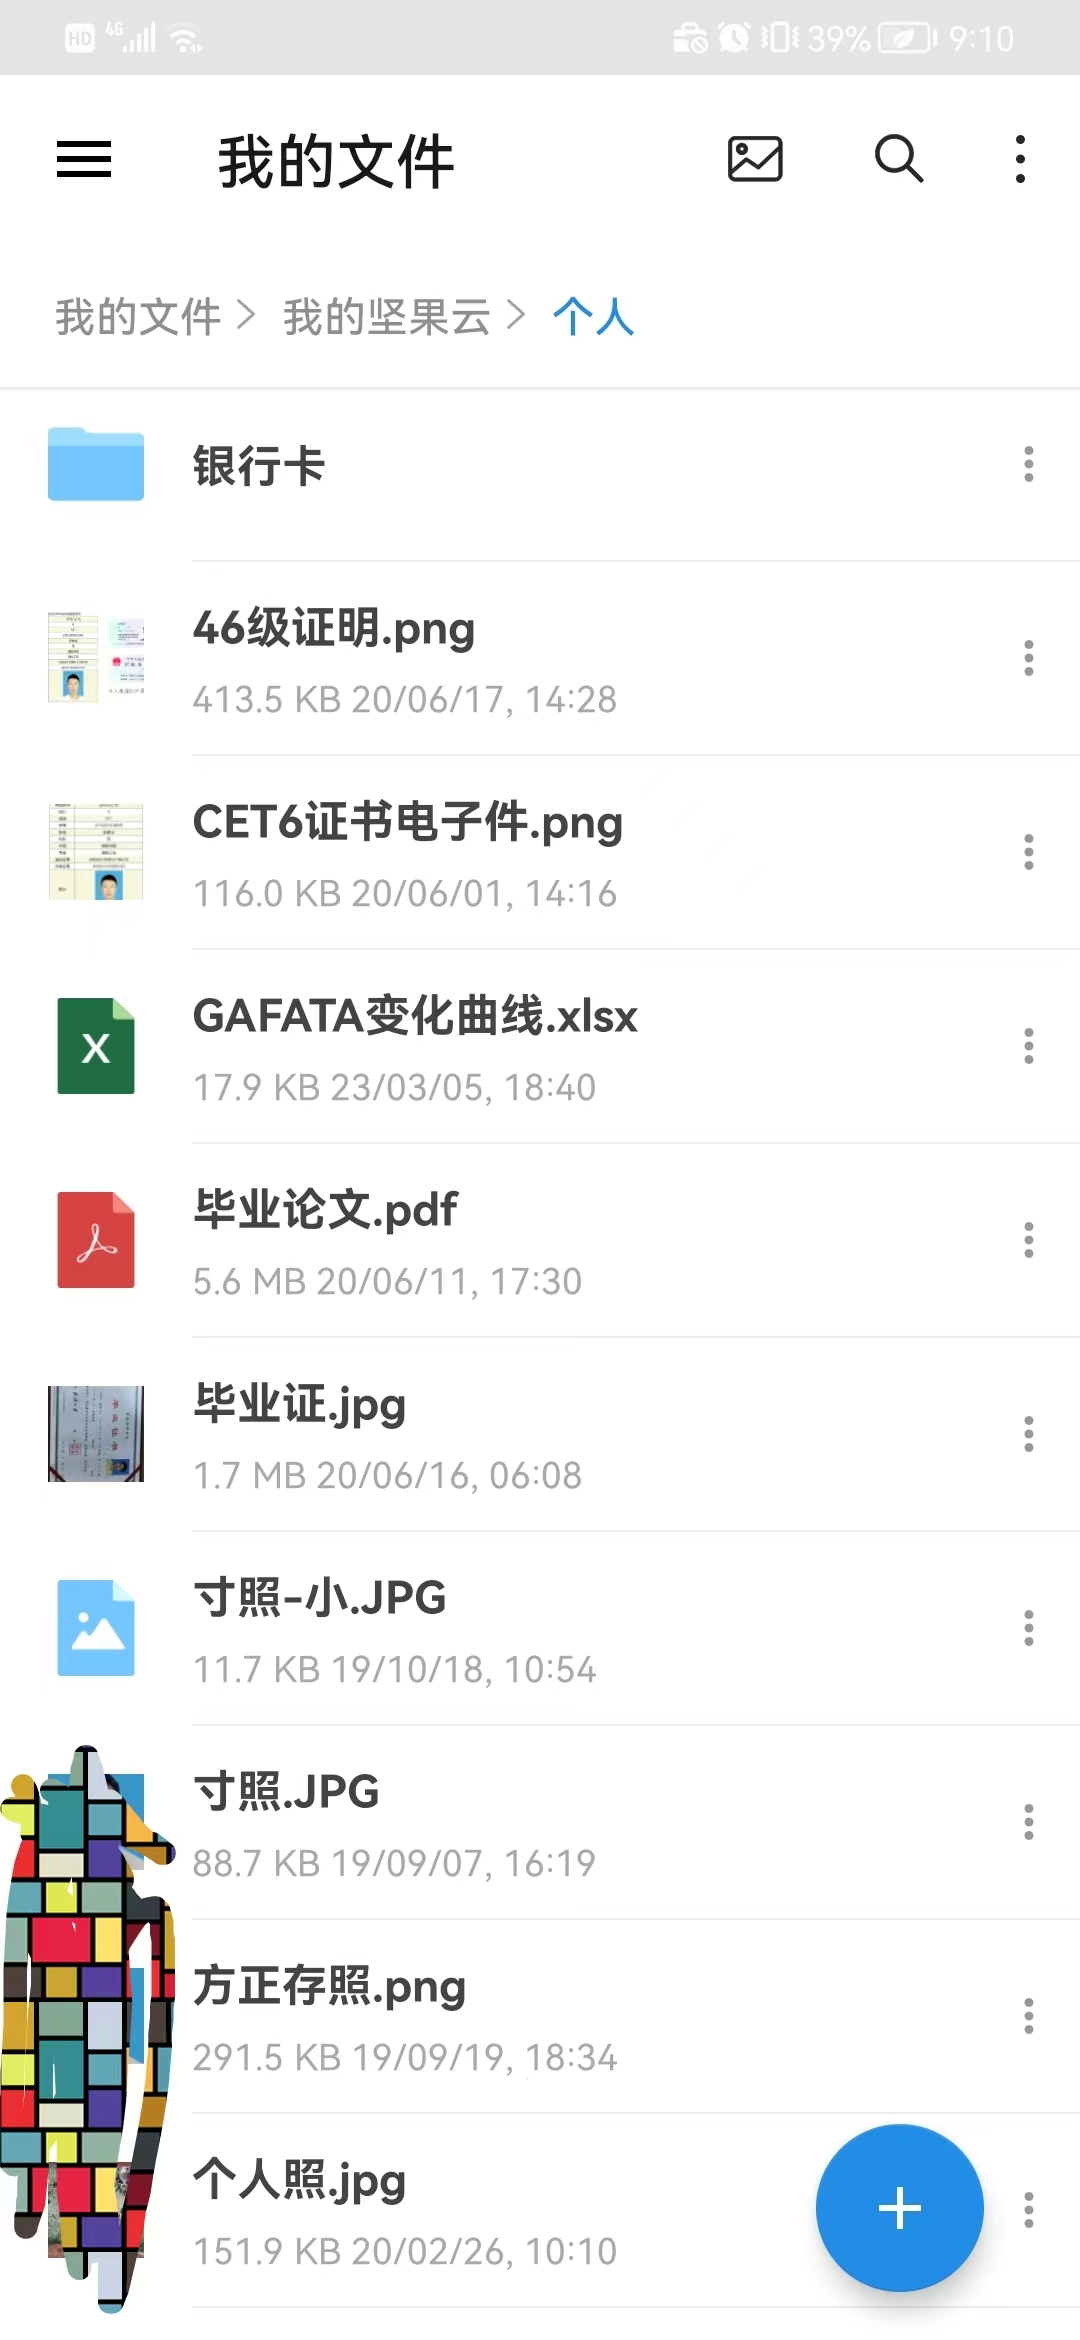 HD 4G 39% 9:10
我的文件
我的文件 > 我的坚果云 > 个人
银行卡
46级证明.png
413.5 KB 20/06/17, 14:28
CET6证书电子件.png
116.0 KB 20/06/01, 14:16
X
GAFATA变化曲线.xlsx
17.9 KB 23/03/05, 18:40
毕业论文.pdf
5.6 MB 20/06/11, 17:30
毕业证.jpg
1.7 MB 20/06/16, 06:08
寸照-小.JPG
11.7 KB 19/10/18, 10:54
寸照.JPG
88.7 KB 19/09/07, 16:19
方正存照.png
291.5 KB 19/09/19, 18:34
个人照.jpg
151.9 KB 20/02/26, 10:10